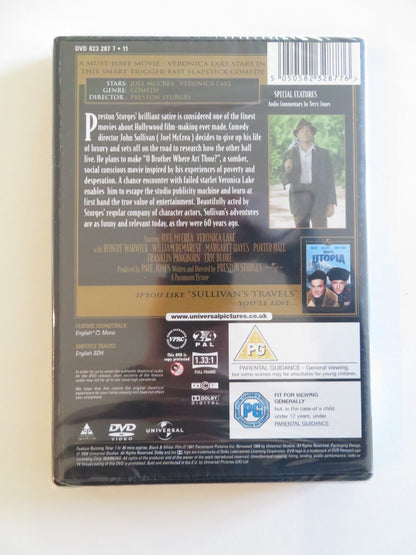 DVD 823 287 7 • 11
A MUST-HAVE MOVIE - VERONICA LAKE STARS IN
THIS SMART TRIGGER-FAST SLAPSTICK COMEDY
STARS: JOEL MCCREA VERONICA LAKE
GENRE: COMEDY
DIRECTOR: PRESTON STURGES
5 050582 328776 >
SPECIAL FEATURES
Audio Commentary by Terry Jones
Preston Sturges' brilliant satire is considered one of the finest
movies about Hollywood film-making ever made. Comedy
director John Sullivan ( Joel McCrea ) decides to give up his life
of luxury and sets off on the road to research how the other half
live. He plans to make "O Brother Where Art Thou?", a somber,
social conscious movie inspired by his experiences of poverty
and desperation. A chance encounter with failed starlet Veronica Lake
enables him to escape the studio publicity machine and learn at
first hand the true value of entertainment. Beautifully acted by
Sturges' regular company of character actors, Sullivan's adventures
are as funny and relevant today, as they were 60 years ago.
Starring JOEL MCCREA VERONICA LAKE
with ROBERT WARWICK WILLIAM DEMAREST MARGARET HAYES PORTER HALL
FRANKLIN PANGBORN ERIC BLORE
Produced by PAUL JONES Written and Directed by PRESTON STURGES
A Paramount Picture
UTOPIA
IF YOU LIKE "SULLIVAN'S TRAVELS"
YOU'LL LOVE...
www.universalpictures.co.uk
FEATURE SOUNDTRACK
English Mono
SUBTITLE TRACKS
English SDH
This DVD is
copy protected
2 4
PAL
1.33:1
FULL FRAME
DOLBY
DIGITAL
PG
PARENTAL GUIDANCE - General viewing,
but some scenes may be unsuitable for young children.
PG
FIT FOR VIEWING
GENERALLY
but, in the case of a child
under 12 years, under
PARENTAL GUIDANCE
DVD
VIDEO
UNIVERSAL